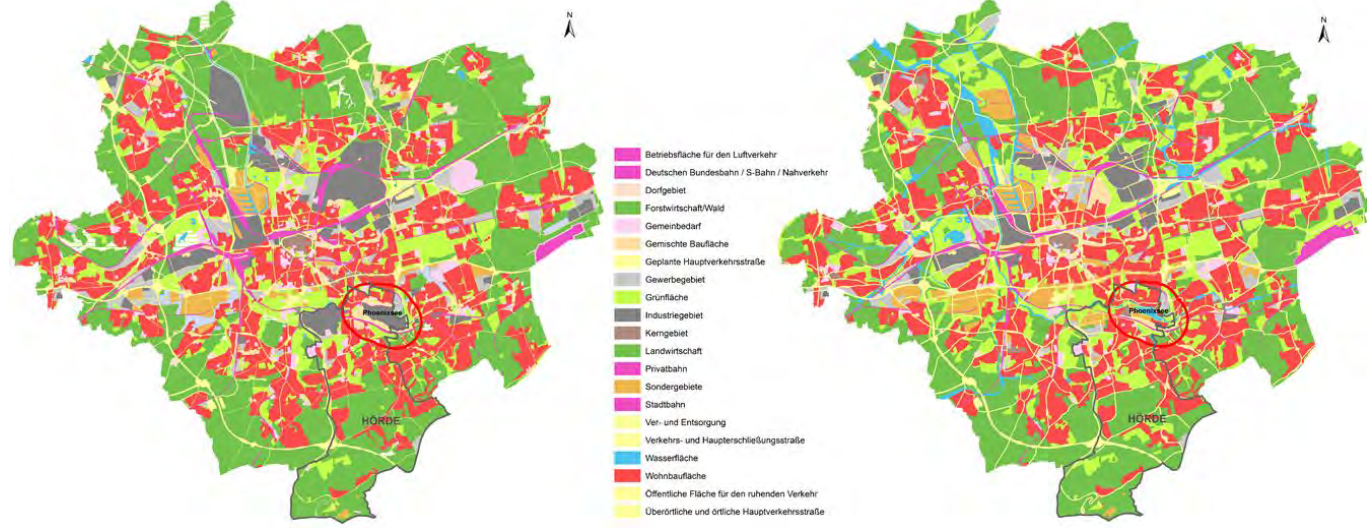 N
N
Betriebsfläche für den Luftverkehr
Deutschen Bundesbahn / S-Bahn / Nahverkehr
Dorfgebiet
Forstwirtschaft/Wald
Gemeinbedarf
Gemischte Baufläche
Geplante Hauptverkehrsstraße
Gewerbegebiet
Grünfläche
Industriegebiet
Kerngebiet
Landwirtschaft
Privatbahn
Sondergebiete
Stadtbahn
Ver- und Entsorgung
Verkehrs- und Haupterschließungsstraße
Wasserfläche
Wohnbaufläche
Öffentliche Fläche für den ruhenden Verkehr
Überörtliche und örtliche Hauptverkehrsstraße
Phoenixsee
HÖRDE
Phoenixsee
HÖRDE